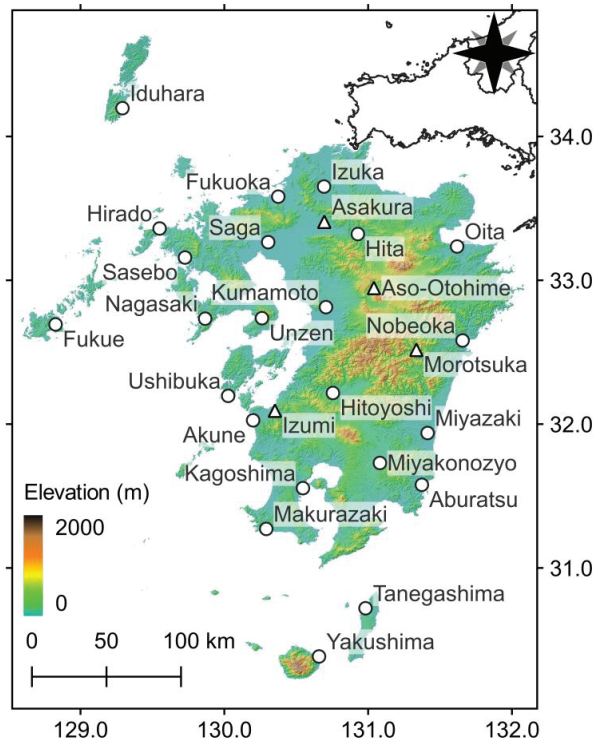 Iduhara
34.0
Izuka
Fukuoka
Asakura
Hirado
Saga
Oita
Hita
Sasebo
33.0
Kumamoto
Aso-Otohime
Nagasaki
Nobeoka
Fukue
Unzen
Morotsuka
Ushibuka
Hitoyoshi
Miyazaki
32.0
Akune
Izumi
Kagoshima
Miyakonozyo
Elevation (m)
Aburatsu
2000
Makurazaki
0
31.0
Tanegashima
0 50 100 km
Yakushima
129.0 130.0 131.0 132.0